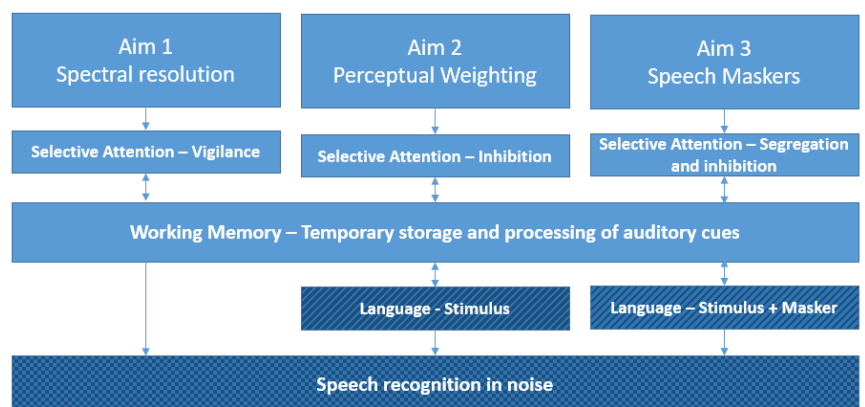 Aim 1
Spectral resolution
Aim 2
Perceptual Weighting
Aim 3
Speech Maskers
Selective Attention – Vigilance
Selective Attention – Inhibition
Selective Attention – Segregation
and inhibition
Working Memory – Temporary storage and processing of auditory cues
Language - Stimulus
Language – Stimulus + Masker
Speech recognition in noise